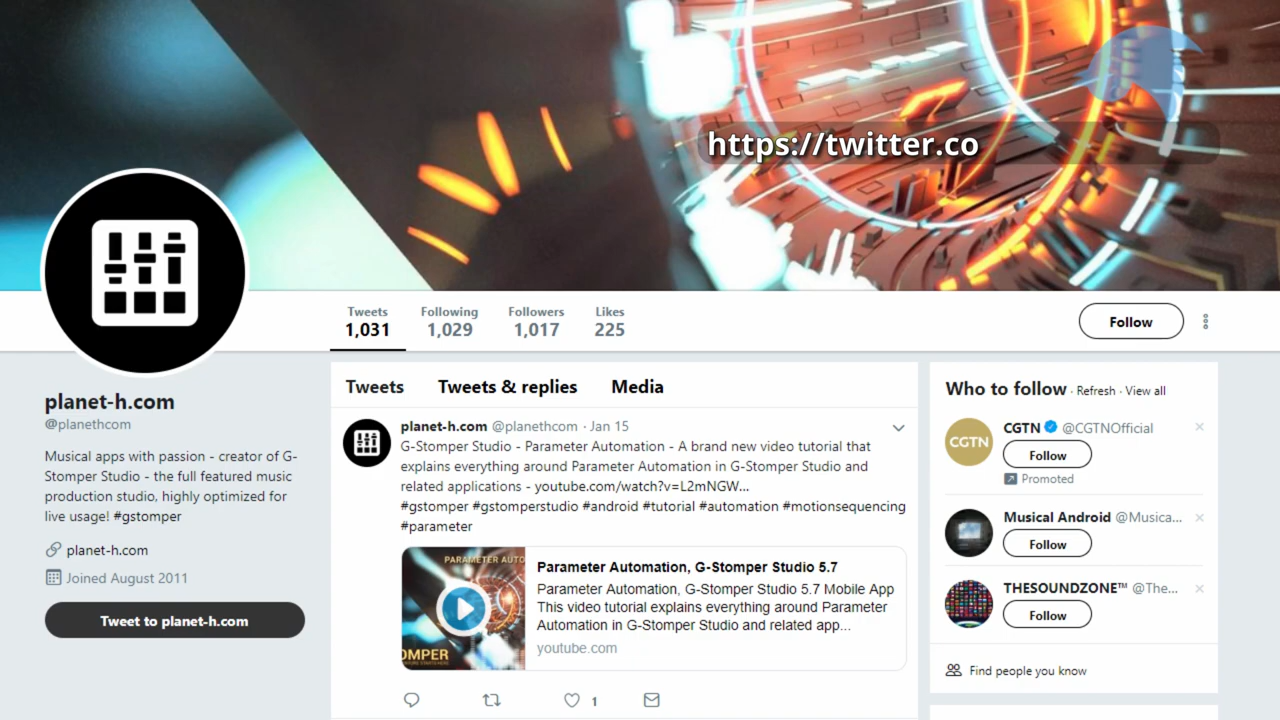 https://twitter.co
Tweets
1,031
Following
1,029
Followers
1,017
Likes
225
Follow
planet-h.com
@planethcom
Musical apps with passion - creator of G-
Stomper Studio - the full featured music
production studio, highly optimized for
live usage! #gstomper
planet-h.com
Joined August 2011
Tweet to planet-h.com
Tweets Tweets & replies Media
planet-h.com @planethcom · Jan 15
G-Stomper Studio - Parameter Automation - A brand new video tutorial that
explains everything around Parameter Automation in G-Stomper Studio and
related applications - youtube.com/watch?v=L2mNGW...
#gstomper #gstomperstudio #android #tutorial #automation #motionsequencing
#parameter
PARAMETER AUTO
OMPER
Parameter Automation, G-Stomper Studio 5.7
Parameter Automation, G-Stomper Studio 5.7 Mobile App
This video tutorial explains everything around Parameter
Automation in G-Stomper Studio and related app...
youtube.com
1
Who to follow · Refresh · View all
CGTN
CGTN @CGTNOfficial
Follow
Promoted
Musical Android @Musica...
Follow
THESOUNDZONE™ @The...
Follow
Find people you know